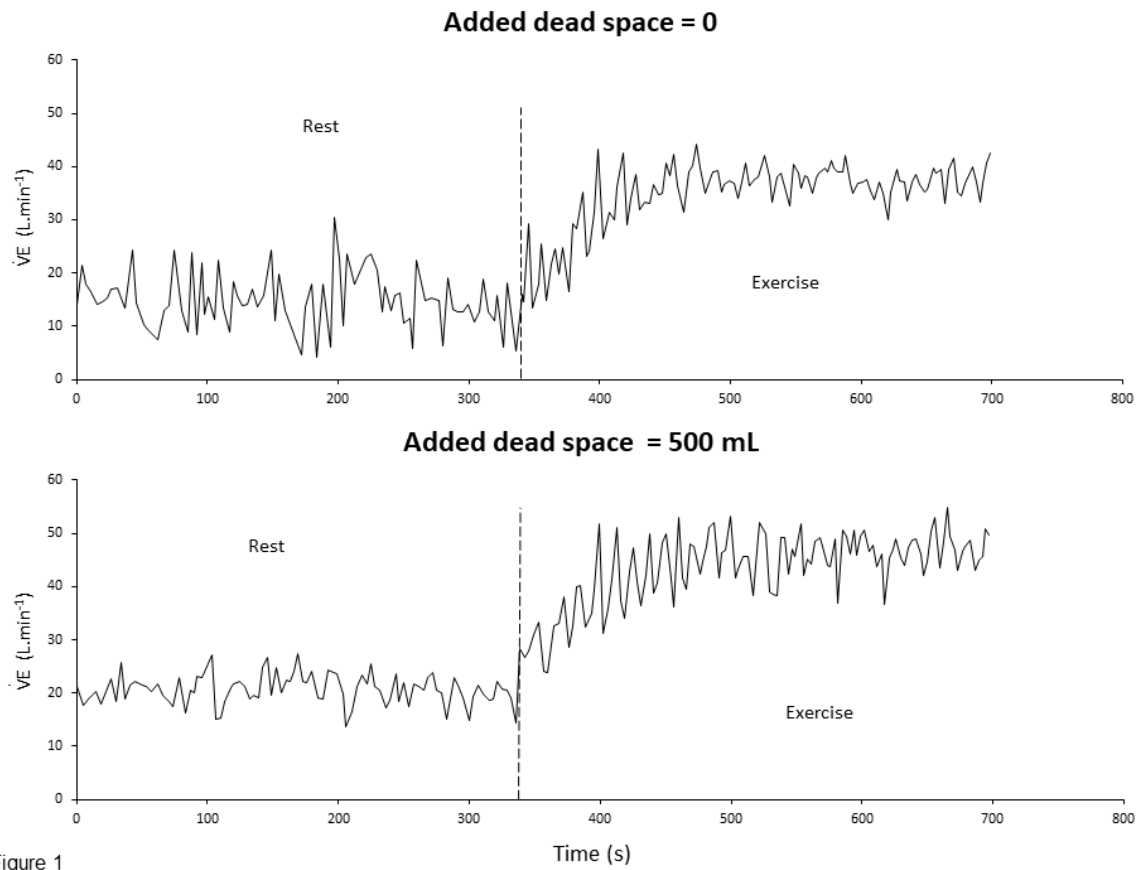 Added dead space = 0
60
50
40
30
20
10
0
V̇E (L.min⁻¹)
Rest
Exercise
0 100 200 300 400 500 600 700 800
Added dead space = 500 mL
60
50
40
30
20
10
0
V̇E (L.min⁻¹)
Rest
Exercise
0 100 200 300 400 500 600 700 800
Time (s)
igure 1